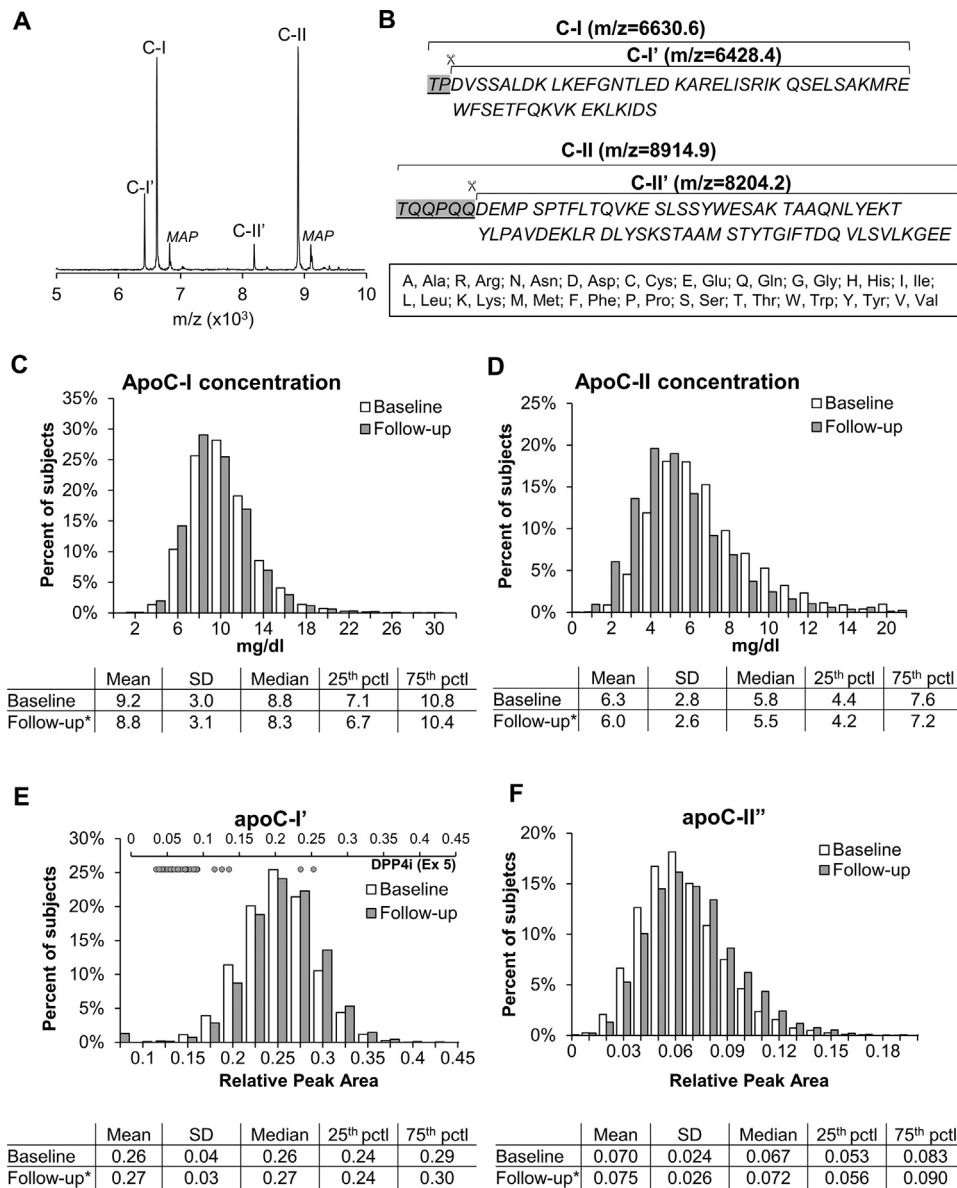 A
C-I
C-II
C-I’
MAP
C-II’
MAP
5 6 7 8 9 10
m/z (x10³)
B
C-I (m/z=6630.6)
C-I’ (m/z=6428.4)
TPDVSSALDK LKEFGNTLED KARELISRIK QSELSAKMRE
WFSETFQKVK EKLKIDS
C-II (m/z=8914.9)
C-II’ (m/z=8204.2)
TQQPQQDEMP SPTFLTQVKE SLSSYWESAK TAAQNLYEKT
YLPAVDEKLR DLYSKSTAAM STYTGIFTDQ VLSVLKGEE
A, Ala; R, Arg; N, Asn; D, Asp; C, Cys; E, Glu; Q, Gln; G, Gly; H, His; I, Ile;
L, Leu; K, Lys; M, Met; F, Phe; P, Pro; S, Ser; T, Thr; W, Trp; Y, Tyr; V, Val
C
ApoC-I concentration
Percent of subjects
35%
30%
25%
20%
15%
10%
5%
0%
Baseline
Follow-up
2 6 10 14 18 22 26 30
mg/dl
Mean SD Median 25th pctl 75th pctl
Baseline 9.2 3.0 8.8 7.1 10.8
Follow-up* 8.8 3.1 8.3 6.7 10.4
D
ApoC-II concentration
Percent of subjects
25%
20%
15%
10%
5%
0%
Baseline
Follow-up
0 2 4 6 8 10 12 14 20
mg/dl
Mean SD Median 25th pctl 75th pctl
Baseline 6.3 2.8 5.8 4.4 7.6
Follow-up* 6.0 2.6 5.5 4.2 7.2
E
apoC-I’
Percent of subjects
30%
25%
20%
15%
10%
5%
0%
0 0.05 0.1 0.15 0.2 0.25 0.3 0.35 0.4 0.45
DPP4i (Ex 5)
Baseline
Follow-up
0.1 0.15 0.2 0.25 0.3 0.35 0.4 0.45
Relative Peak Area
Mean SD Median 25th pctl 75th pctl
Baseline 0.26 0.04 0.26 0.24 0.29
Follow-up* 0.27 0.03 0.27 0.24 0.30
F
apoC-II”
Percent of subjetcs
20%
15%
10%
5%
0%
Baseline
Follow-up
0 0.03 0.06 0.09 0.12 0.15 0.18
Relative Peak Area
Mean SD Median 25th pctl 75th pctl
Baseline 0.070 0.024 0.067 0.053 0.083
Follow-up* 0.075 0.026 0.072 0.056 0.090